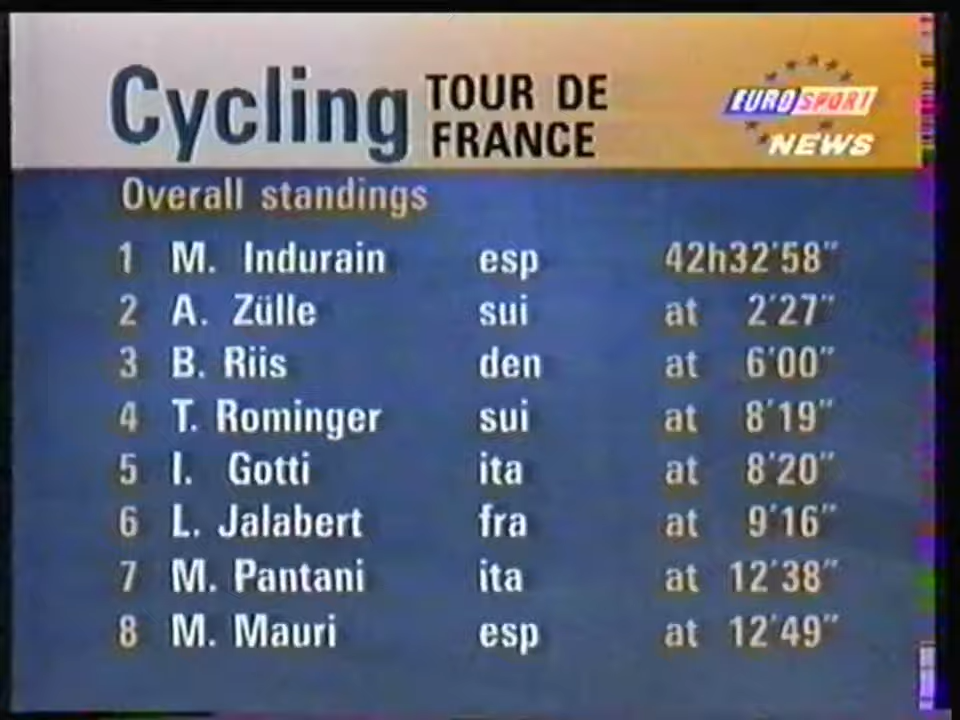 Cycling TOUR DE FRANCE
EUROSPORT NEWS
Overall standings
1 M. Indurain esp 42h32'58"
2 A. Zülle sui at 2'27"
3 B. Riis den at 6'00"
4 T. Rominger sui at 8'19"
5 I. Gotti ita at 8'20"
6 L. Jalabert fra at 9'16"
7 M. Pantani ita at 12'38"
8 M. Mauri esp at 12'49"